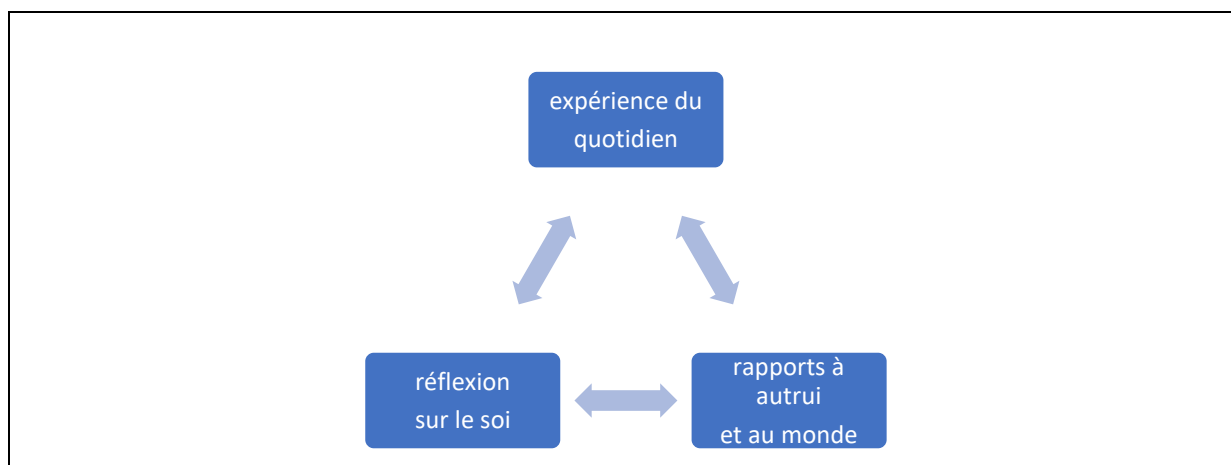 expérience du
quotidien
réflexion
sur le soi
rapports à
autrui
et au monde